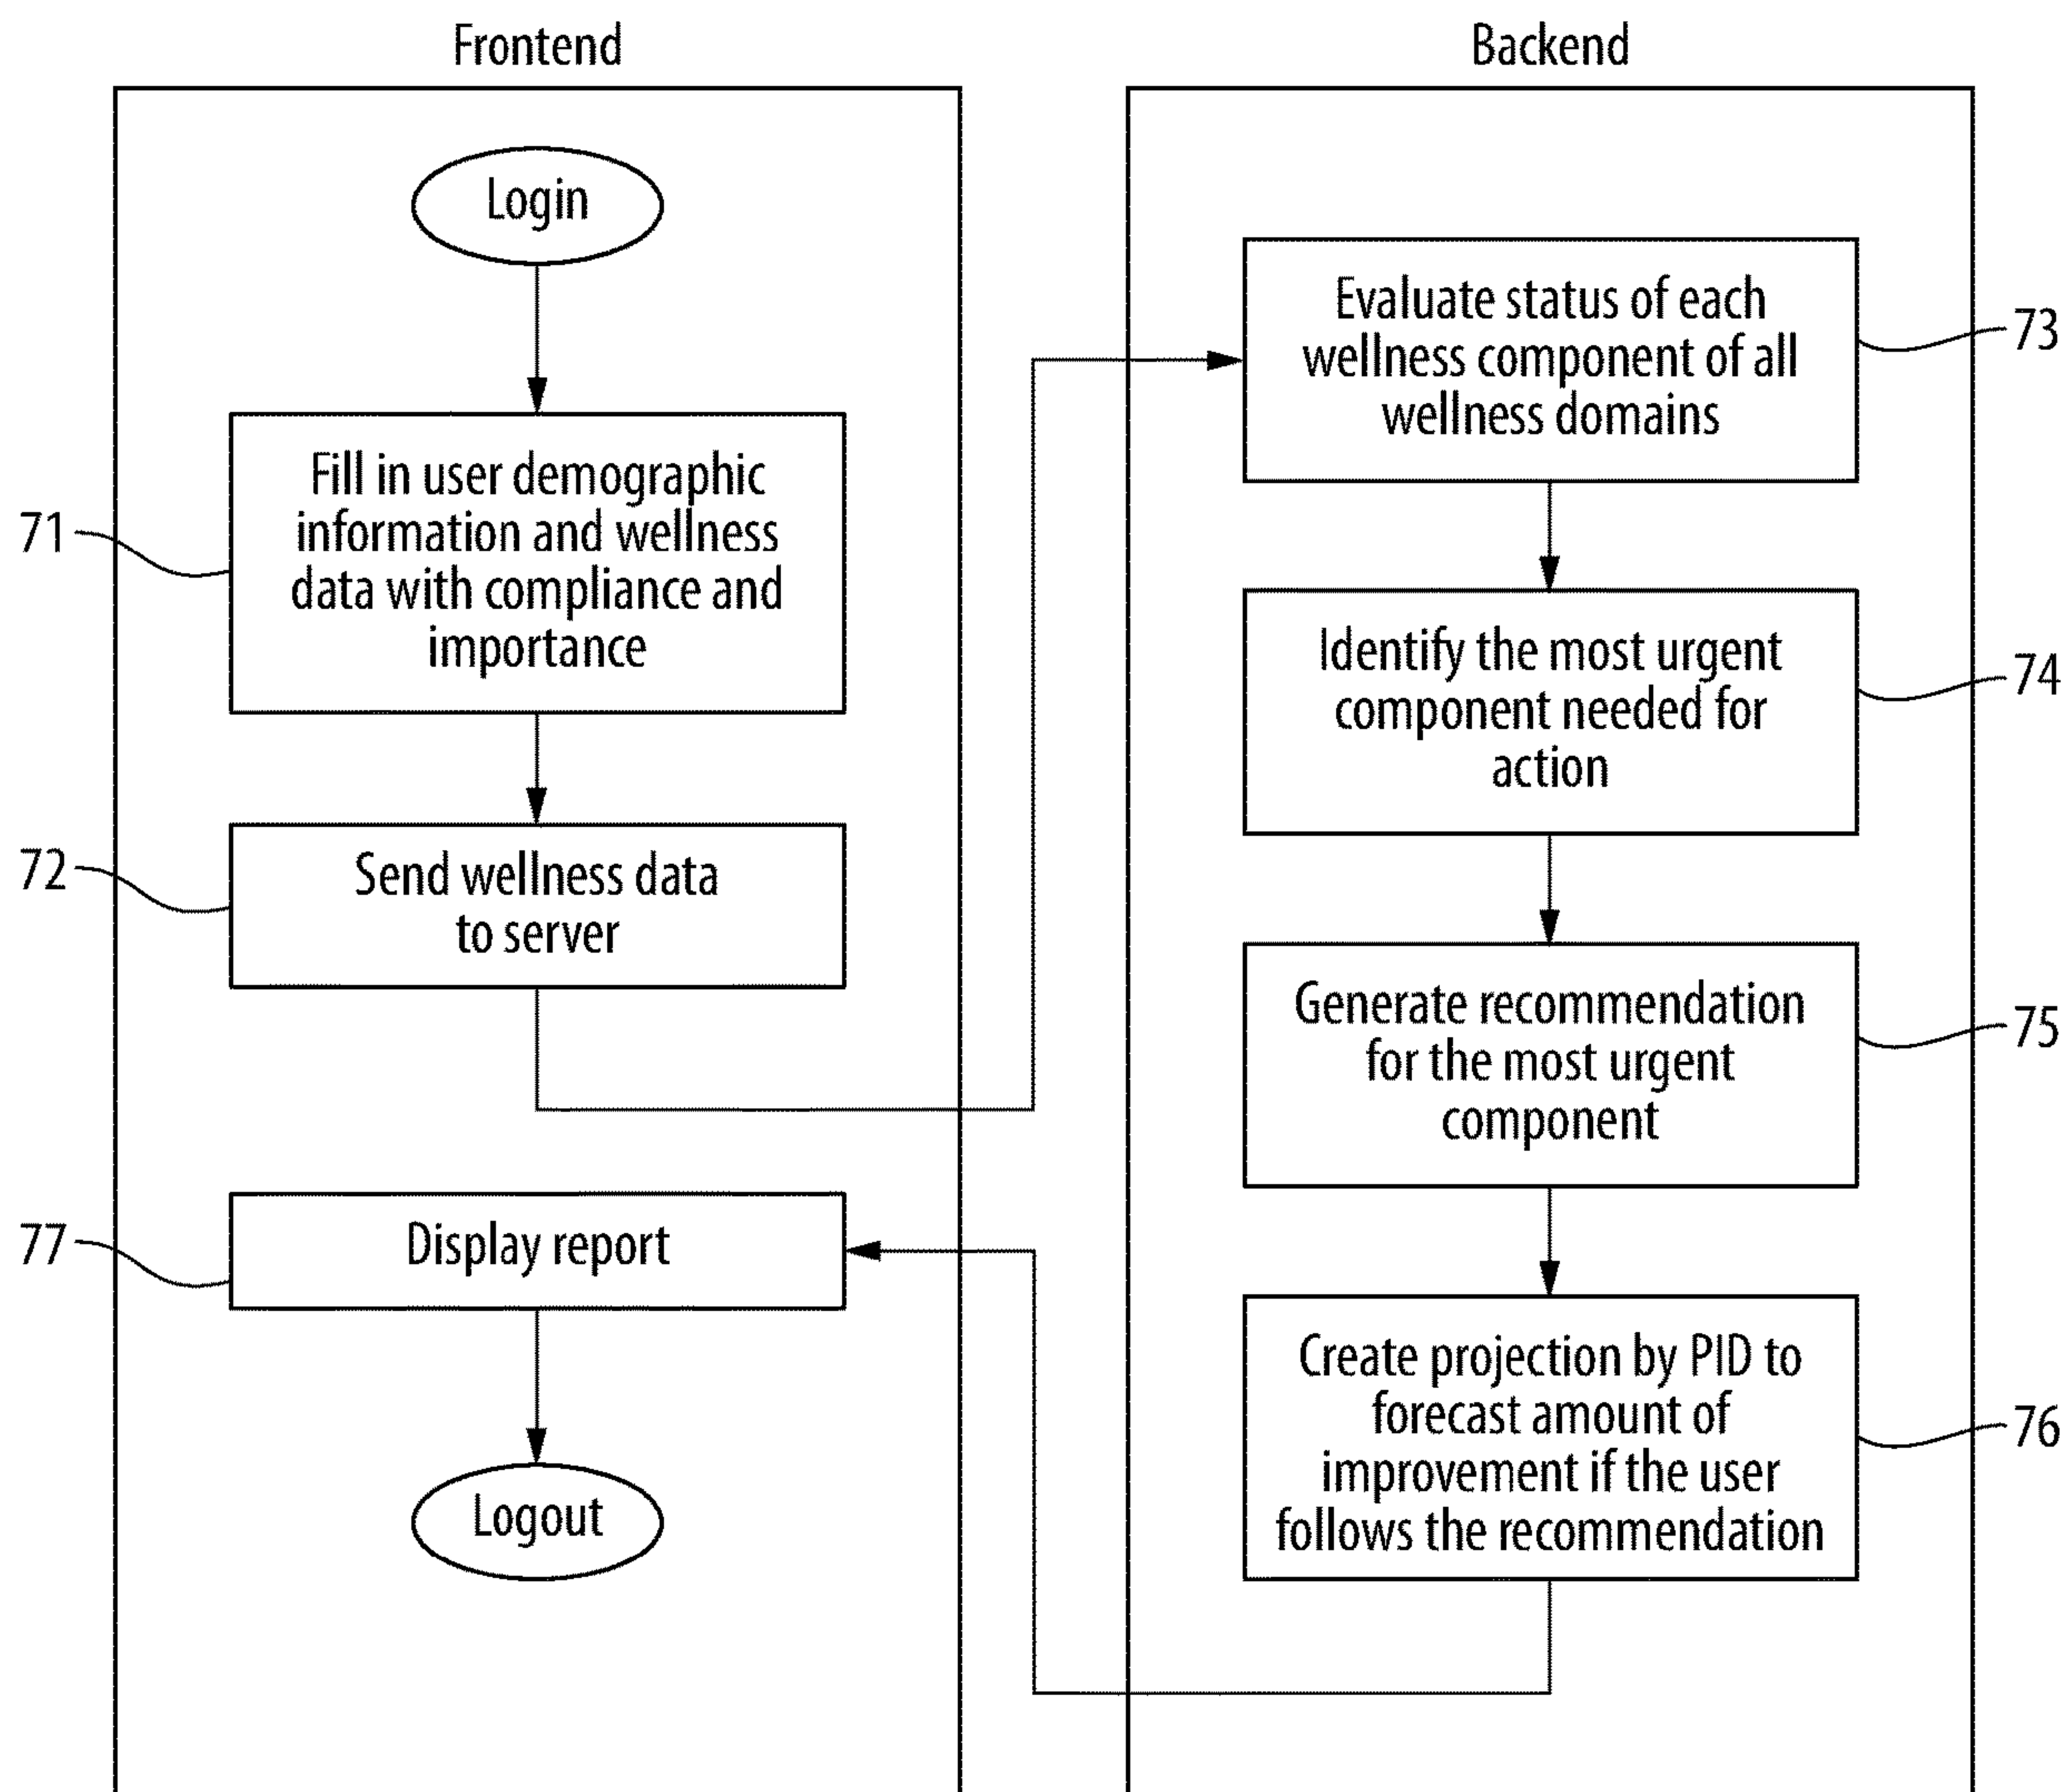 Frontend
Login
71
Fill in user demographic
information and wellness
data with compliance and
importance
72
Send wellness data
to server
77
Display report
Logout
Backend
Evaluate status of each
wellness component of all
wellness domains
73
Identify the most urgent
component needed for
action
74
Generate recommendation
for the most urgent
component
75
Create projection by PID to
forecast amount of
improvement if the user
follows the recommendation
76